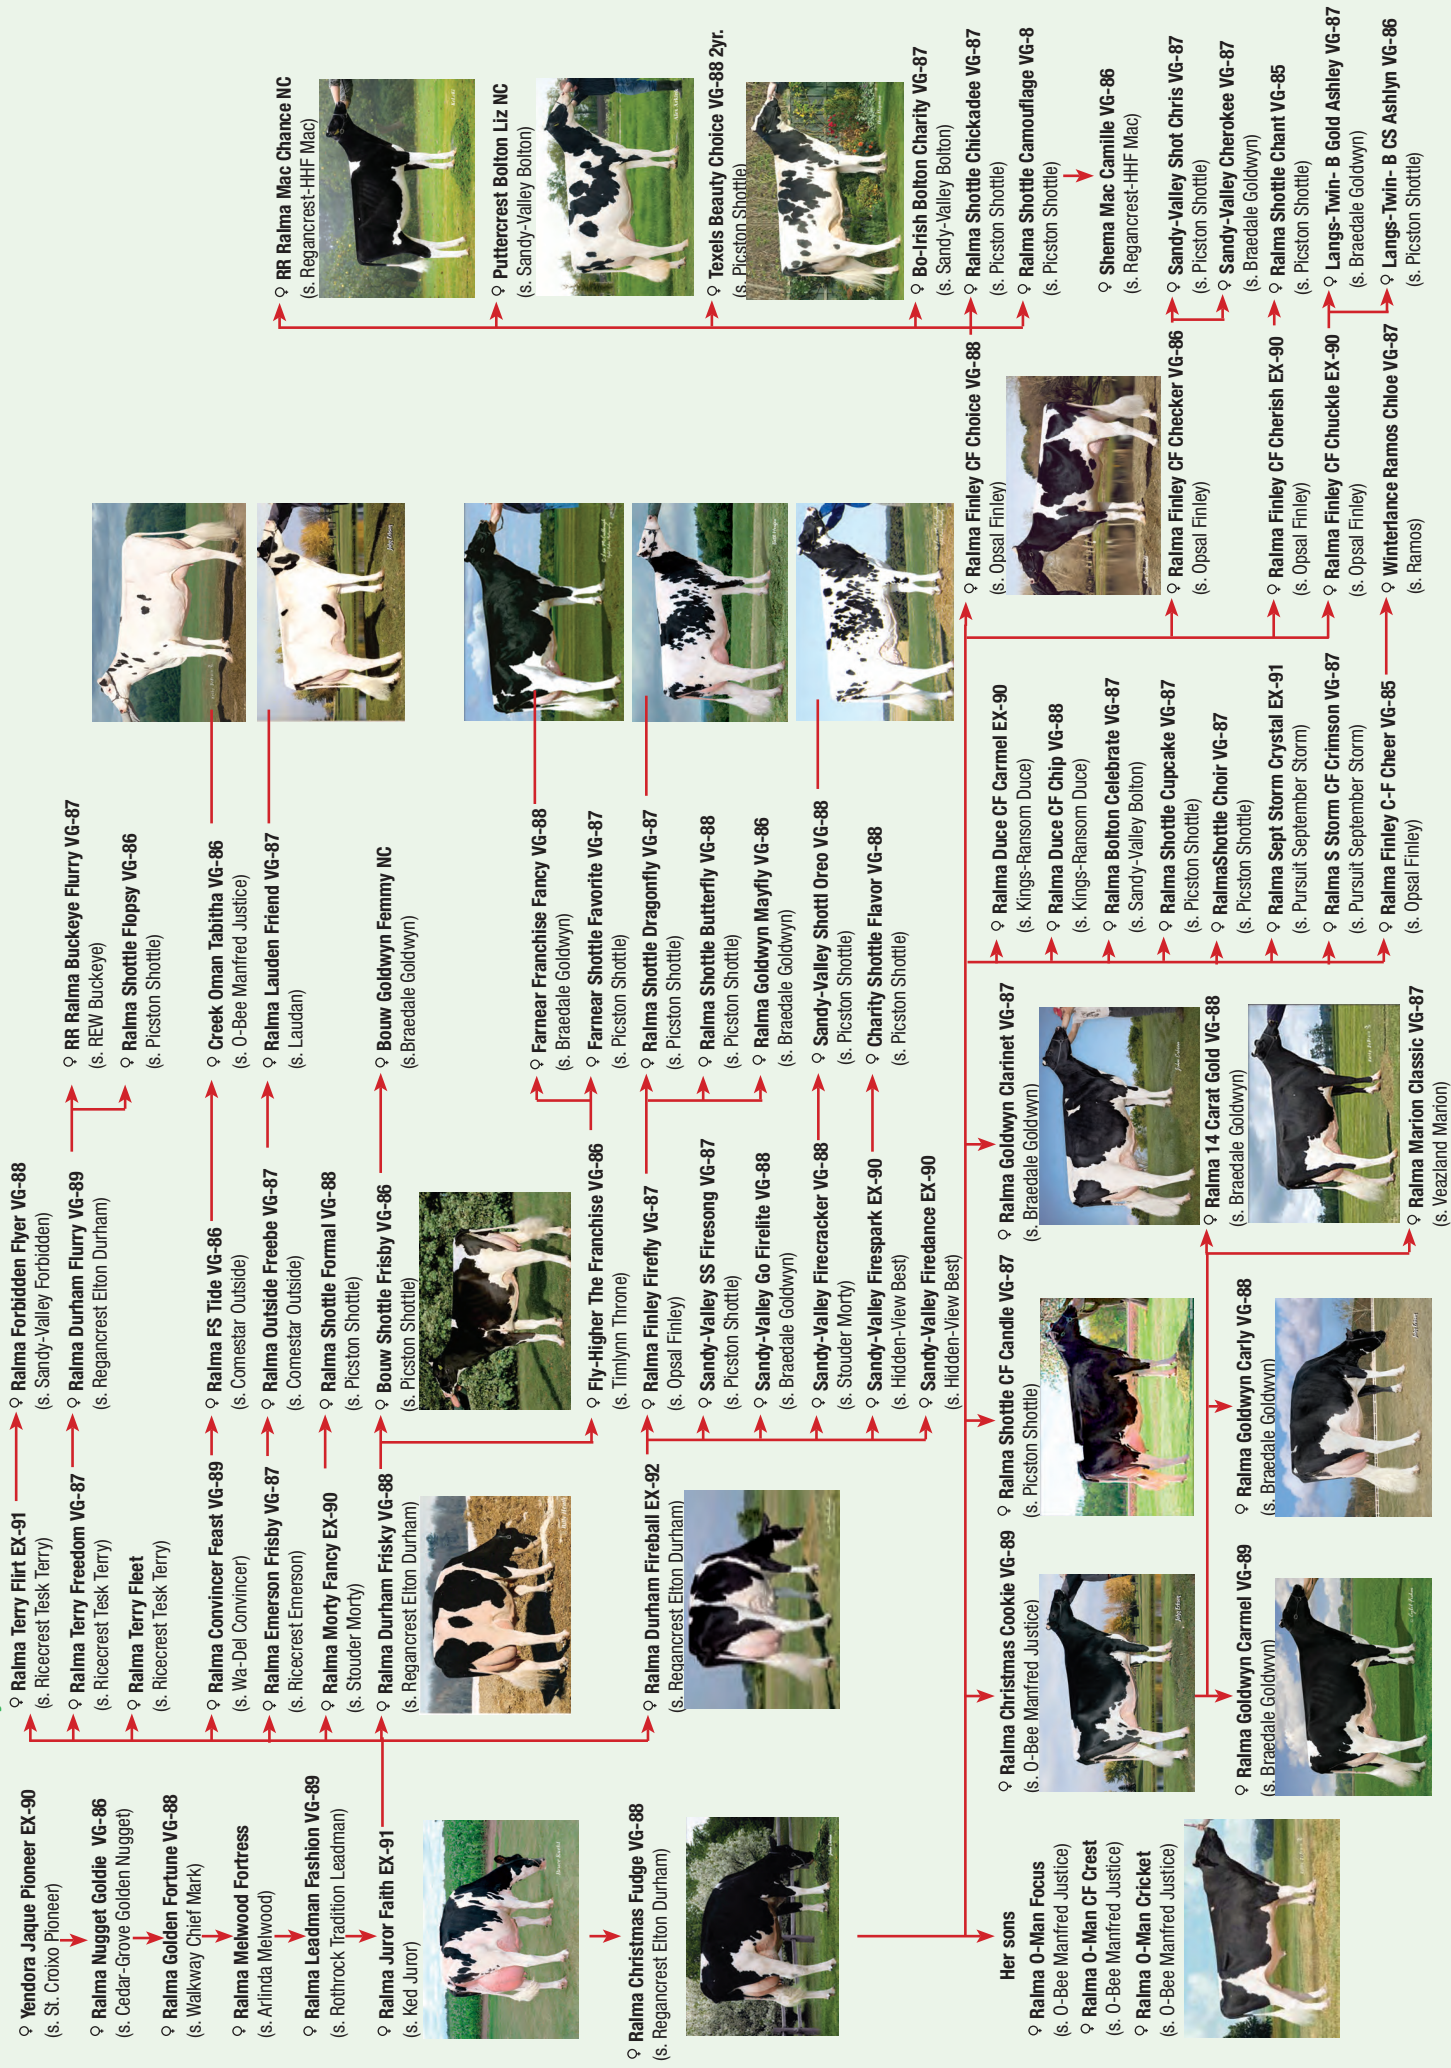 ♀ Yendora Jaque Pioneer EX-90
(s. St. Croixo Pioneer)
♀ Ralma Nugget Goldie VG-86
(s. Cedar-Grove Golden Nugget)
♀ Ralma Golden Fortune VG-88
(s. Walkway Chief Mark)
♀ Ralma Melwood Fortress
(s. Arlinda Melwood)
♀ Ralma Leadman Fashion VG-89
(s. Rothrock Tradition Leadman)
♀ Ralma Juror Faith EX-91
(s. Ked Juror)
♀ Ralma Christmas Fudge VG-88
(s. Regancrest Elton Durham)
♀ Ralma Terry Flirt EX-91
(s. Ricecrest Tesk Terry)
♀ Ralma Terry Freedom VG-87
(s. Ricecrest Tesk Terry)
♀ Ralma Terry Fleet
(s. Ricecrest Tesk Terry)
♀ Ralma Convincer Feast VG-89
(s. Wa-Del Convincer)
♀ Ralma Emerson Frisby VG-87
(s. Ricecrest Emerson)
♀ Ralma Morty Fancy EX-90
(s. Stouder Morty)
♀ Ralma Durham Frisky VG-88
(s. Regancrest Elton Durham)
♀ Ralma Durham Fireball EX-92
(s. Regancrest Elton Durham)
♀ Ralma Forbidden Flyer VG-88
(s. Sandy-Valley Forbidden)
♀ Ralma Durham Flurry VG-89
(s. Regancrest Elton Durham)
♀ Ralma FS Tide VG-86
(s. Comestar Outside)
♀ Ralma Outside Freebe VG-87
(s. Comestar Outside)
♀ Ralma Shottle Formal VG-88
(s. Picston Shottle)
♀ Bouw Shottle Frisby VG-86
(s. Picston Shottle)
♀ Fly-Higher The Franchise VG-86
(s. Timlynn Throne)
♀ Ralma Finley Firefly VG-87
(s. Opsal Finley)
♀ Sandy-Valley SS Firesong VG-87
(s. Picston Shottle)
♀ Sandy-Valley Go Firelite VG-88
(s. Braedale Goldwyn)
♀ Sandy-Valley Firecracker VG-88
(s. Stouder Morty)
♀ Sandy-Valley Firespark EX-90
(s. Hidden-View Best)
♀ Sandy-Valley Firedance EX-90
(s. Hidden-View Best)
♀ RR Ralma Buckeye Flurry VG-87
(s. REW Buckeye)
♀ Ralma Shottle Flopsy VG-86
(s. Picston Shottle)
♀ Creek Oman Tabitha VG-86
(s. O-Bee Manfred Justice)
♀ Ralma Lauden Friend VG-87
(s. Laudan)
♀ Bouw Goldwyn Femmy NC
(s.Braedale Goldwyn)
♀ Farnear Franchise Fancy VG-88
(s. Braedale Goldwyn)
♀ Farnear Shottle Favorite VG-87
(s. Picston Shottle)
♀ Ralma Shottle Dragonfly VG-87
(s. Picston Shottle)
♀ Ralma Shottle Butterfly VG-88
(s. Picston Shottle)
♀ Ralma Goldwyn Mayfly VG-86
(s. Braedale Goldwyn)
♀ Sandy-Valley Shottl Oreo VG-88
(s. Picston Shottle)
♀ Charity Shottle Flavor VG-88
(s. Picston Shottle)
Her sons
♀ Ralma O-Man Focus
(s. O-Bee Manfred Justice)
♀ Ralma O-Man CF Crest
(s. O-Bee Manfred Justice)
♀ Ralma O-Man Cricket
(s. O-Bee Manfred Justice)
♀ Ralma Christmas Cookie VG-89
(s. O-Bee Manfred Justice)
♀ Ralma Shottle CF Candle VG-87
(s. Picston Shottle)
♀ Ralma Goldwyn Clarinet VG-87
(s. Braedale Goldwyn)
♀ Ralma Goldwyn Carmel VG-89
(s. Braedale Goldwyn)
♀ Ralma Goldwyn Carly VG-88
(s. Braedale Goldwyn)
♀ Ralma 14 Carat Gold VG-88
(s. Braedale Goldwyn)
♀ Ralma Marion Classic VG-87
(s. Veazland Marion)
♀ Ralma Duce CF Carmel EX-90
(s. Kings-Ransom Duce)
♀ Ralma Duce CF Chip VG-88
(s. Kings-Ransom Duce)
♀ Ralma Bolton Celebrate VG-87
(s. Sandy-Valley Bolton)
♀ Ralma Shottle Cupcake VG-87
(s. Picston Shottle)
♀ RalmaShottle Choir VG-87
(s. Picston Shottle)
♀ Ralma Sept Storm Crystal EX-91
(s. Pursuit September Storm)
♀ Ralma S Storm CF Crimson VG-87
(s. Pursuit September Storm)
♀ Ralma Finley C-F Cheer VG-85
(s. Opsal Finley)
♀ Ralma Finley CF Choice VG-88
(s. Opsal Finley)
♀ Ralma Finley CF Checker VG-86
(s. Opsal Finley)
♀ Ralma Finley CF Cherish EX-90
(s. Opsal Finley)
♀ Ralma Finley CF Chuckle EX-90
(s. Opsal Finley)
♀ Winterlance Ramos Chloe VG-87
(s. Ramos)
♀ RR Ralma Mac Chance NC
(s. Regancrest-HHF Mac)
♀ Puttercrest Bolton Liz NC
(s. Sandy-Valley Bolton)
♀ Texels Beauty Choice VG-88 2yr.
(s. Picston Shottle)
♀ Bo-Irish Bolton Charity VG-87
(s. Sandy-Valley Bolton)
♀ Ralma Shottle Chickadee VG-87
(s. Picston Shottle)
♀ Ralma Shottle Camouflage VG-8
(s. Picston Shottle)
♀ Shema Mac Camille VG-86
(s. Regancrest-HHF Mac)
♀ Sandy-Valley Shot Chris VG-87
(s. Picston Shottle)
♀ Sandy-Valley Cherokee VG-87
(s. Braedale Goldwyn)
♀ Ralma Shottle Chant VG-85
(s. Picston Shottle)
♀ Langs-Twin- B Gold Ashley VG-87
(s. Braedale Goldwyn)
♀ Langs-Twin- B CS Ashlyn VG-86
(s. Picston Shottle)